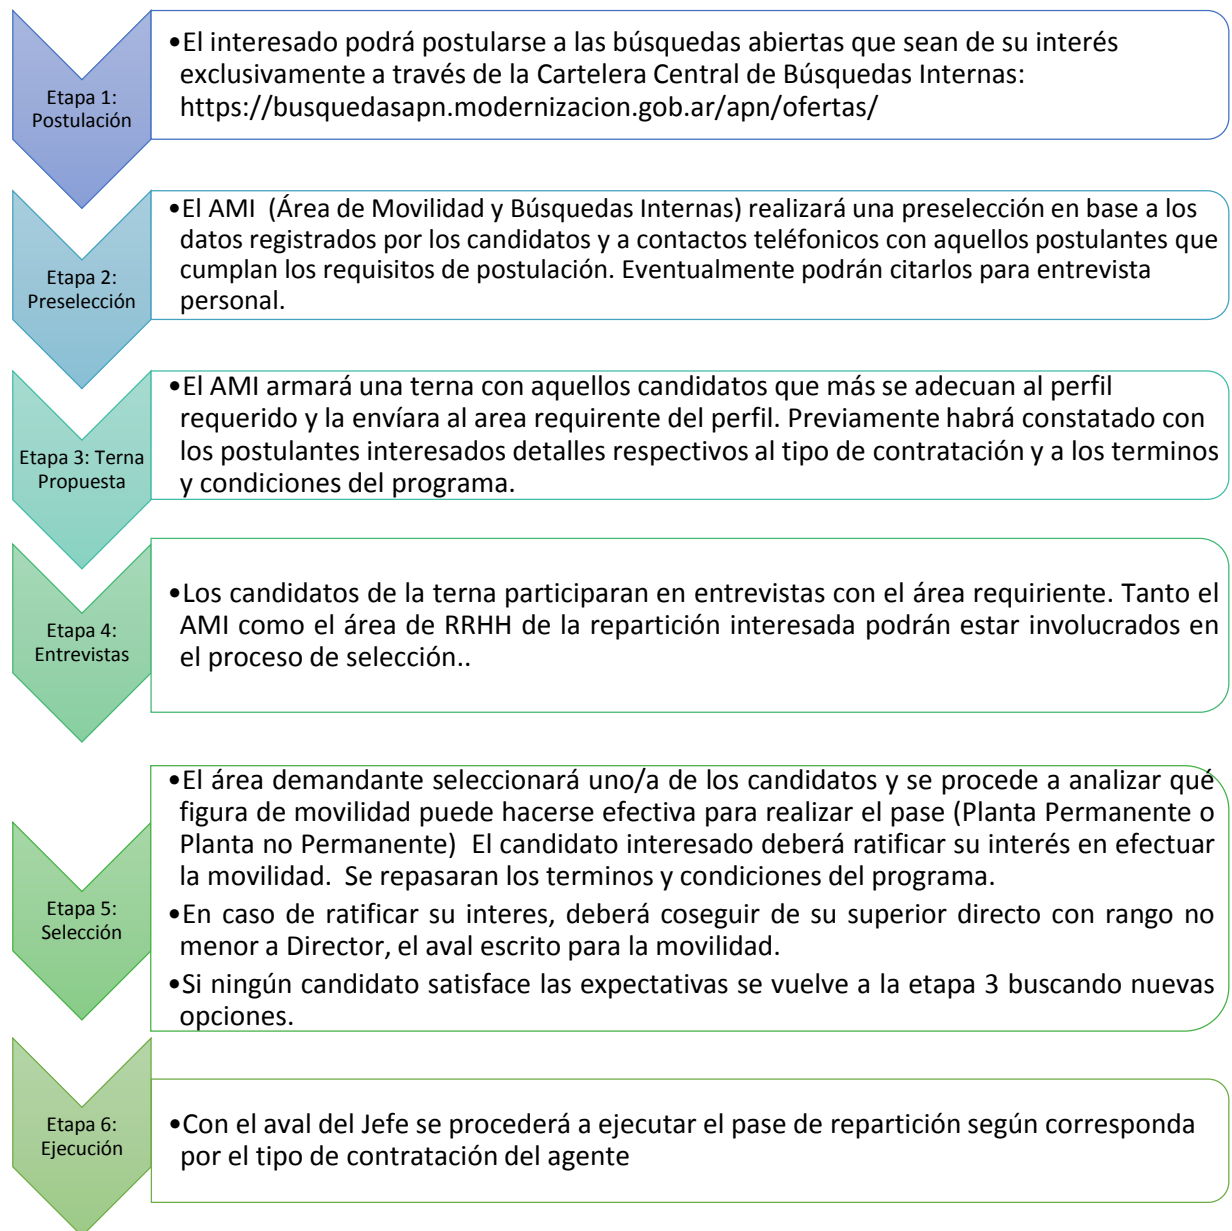 Etapa 1:
Postulación
•El interesado podrá postularse a las búsquedas abiertas que sean de su interés
exclusivamente a través de la Cartelera Central de Búsquedas Internas:
https://busquedasapn.modernizacion.gob.ar/apn/ofertas/
Etapa 2:
Preselección
•El AMI (Área de Movilidad y Búsquedas Internas) realizará una preselección en base a los
datos registrados por los candidatos y a contactos teléfonicos con aquellos postulantes que
cumplan los requisitos de postulación. Eventualmente podrán citarlos para entrevista
personal.
Etapa 3: Terna
Propuesta
•El AMI armará una terna con aquellos candidatos que más se adecuan al perfil
requerido y la envíara al area requirente del perfil. Previamente habrá constatado con
los postulantes interesados detalles respectivos al tipo de contratación y a los terminos
y condiciones del programa.
Etapa 4:
Entrevistas
•Los candidatos de la terna participaran en entrevistas con el área requiriente. Tanto el
AMI como el área de RRHH de la repartición interesada podrán estar involucrados en
el proceso de selección..
Etapa 5:
Selección
•El área demandante seleccionará uno/a de los candidatos y se procede a analizar qué
figura de movilidad puede hacerse efectiva para realizar el pase (Planta Permanente o
Planta no Permanente) El candidato interesado deberá ratificar su interés en efectuar
la movilidad. Se repasaran los terminos y condiciones del programa.
•En caso de ratificar su interes, deberá coseguir de su superior directo con rango no
menor a Director, el aval escrito para la movilidad.
•Si ningún candidato satisface las expectativas se vuelve a la etapa 3 buscando nuevas
opciones.
Etapa 6:
Ejecución
•Con el aval del Jefe se procederá a ejecutar el pase de repartición según corresponda
por el tipo de contratación del agente